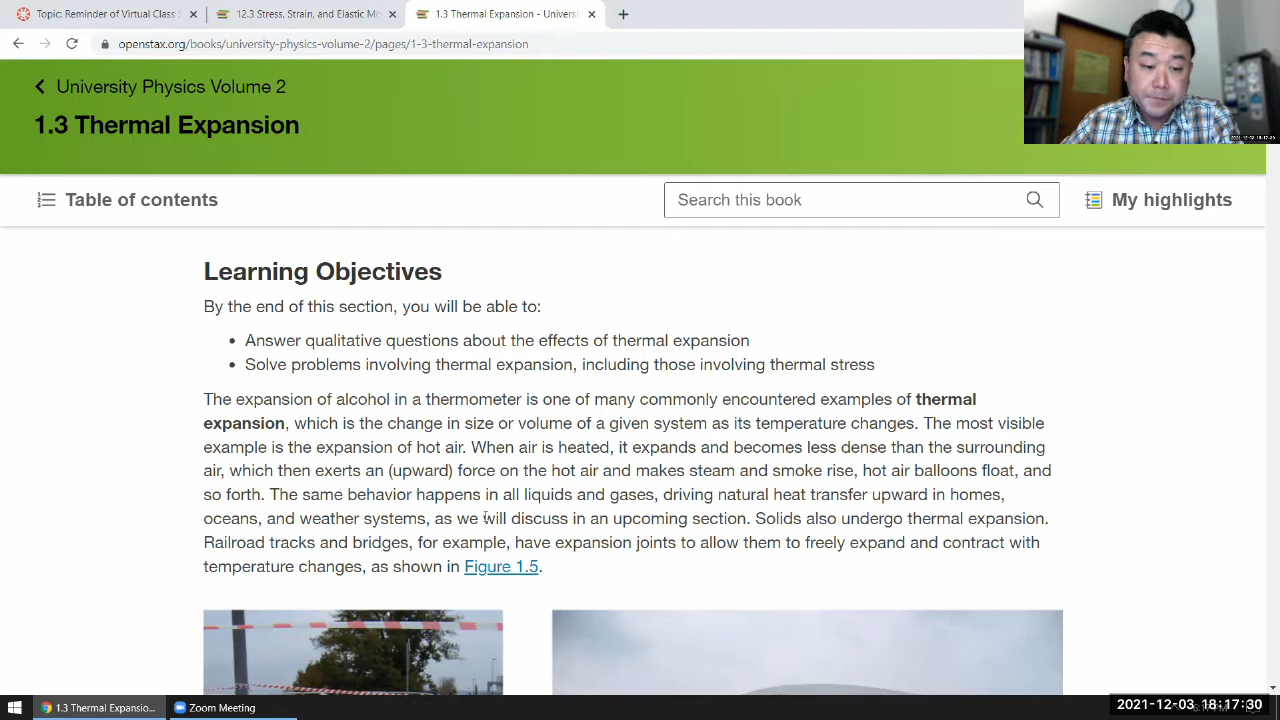 Topic: Reminder of Virtual Class
12.3 Stress, Strain, and Elastic Mo
1.3 Thermal Expansion - Universi
openstax.org/books/university-physics-volume-2/pages/1-3-thermal-expansion
University Physics Volume 2
1.3 Thermal Expansion
Table of contents
Search this book
My highlights
Learning Objectives
By the end of this section, you will be able to:
• Answer qualitative questions about the effects of thermal expansion
• Solve problems involving thermal expansion, including those involving thermal stress
The expansion of alcohol in a thermometer is one of many commonly encountered examples of thermal
expansion, which is the change in size or volume of a given system as its temperature changes. The most visible
example is the expansion of hot air. When air is heated, it expands and becomes less dense than the surrounding
air, which then exerts an (upward) force on the hot air and makes steam and smoke rise, hot air balloons float, and
so forth. The same behavior happens in all liquids and gases, driving natural heat transfer upward in homes,
oceans, and weather systems, as we will discuss in an upcoming section. Solids also undergo thermal expansion.
Railroad tracks and bridges, for example, have expansion joints to allow them to freely expand and contract with
temperature changes, as shown in Figure 1.5.
1.3 Thermal Expansio...
Zoom Meeting
2021-12-03 18:17:30